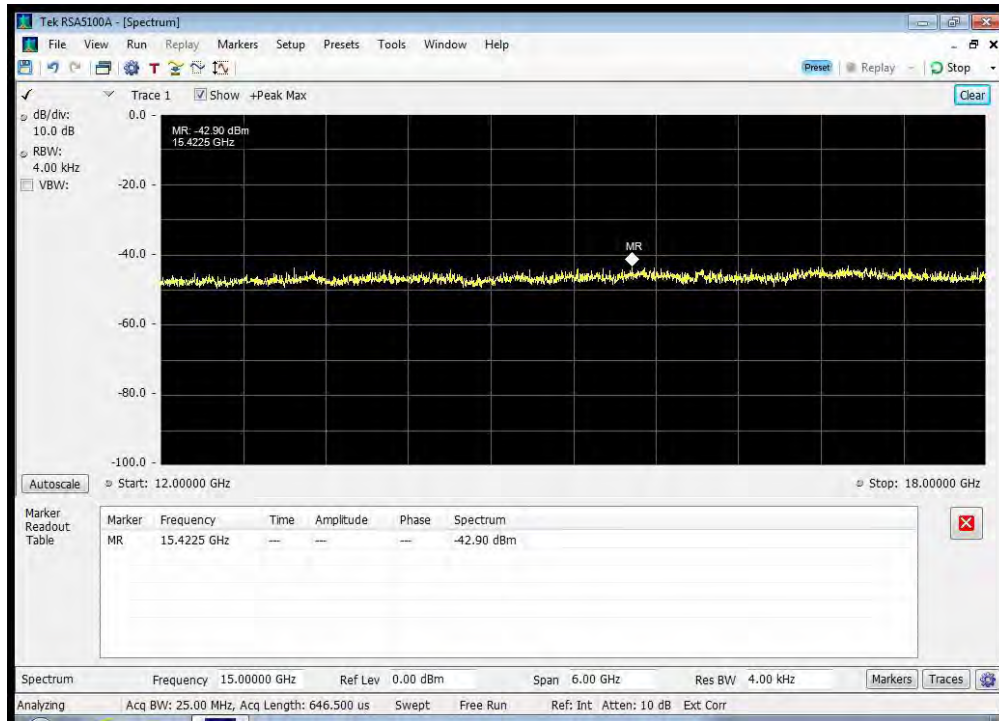 Tek RSA5100A - [Spectrum]
File View Run Replay Markers Setup Presets Tools Window Help
Preset Replay Stop
Trace 1 Show +Peak Max Clear
dB/div:
10.0 dB
RBW:
4.00 kHz
VBW:
0.0
MR: -42.90 dBm
15.4225 GHz
-20.0
MR
-40.0
-60.0
-80.0
-100.0
Autoscale Start: 12.00000 GHz Stop: 18.00000 GHz
Marker
Readout
Table
Marker Frequency Time Amplitude Phase Spectrum
MR 15.4225 GHz --- --- --- -42.90 dBm
Spectrum Frequency 15.00000 GHz Ref Lev 0.00 dBm Span 6.00 GHz Res BW 4.00 kHz Markers Traces
Analyzing Acq BW: 25.00 MHz, Acq Length: 646.500 us Swept Free Run Ref: Int Atten: 10 dB Ext Corr